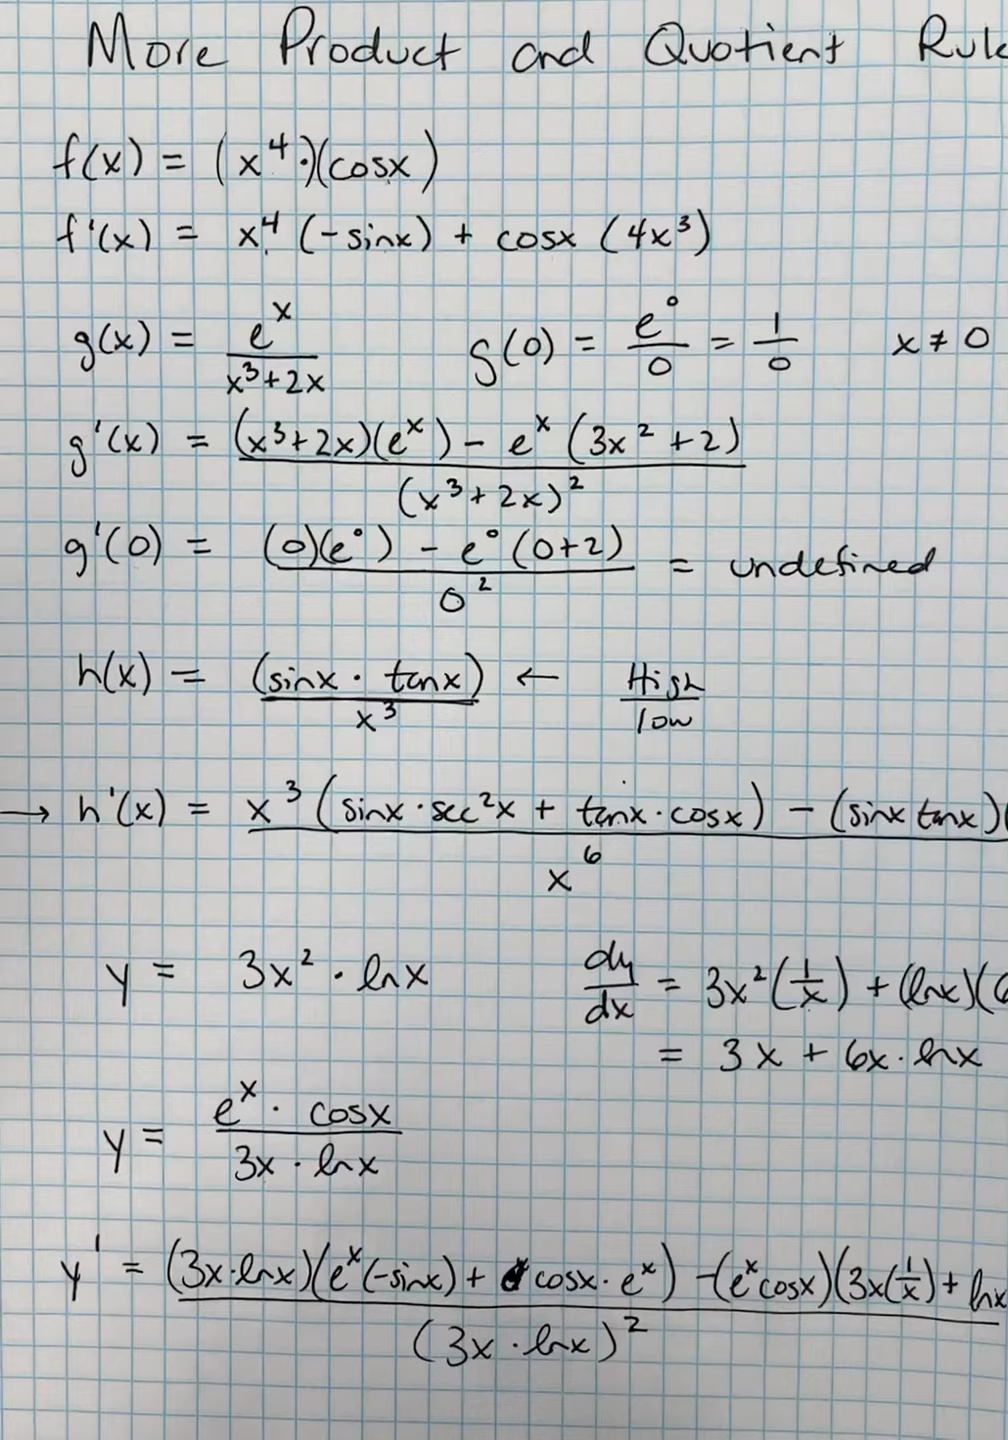 More Product and Quotient Rule
f(x) = (x⁴·)(cosx)
f'(x) = x⁴ (-sinx) + cosx (4x³)
g(x) = eˣ/(x³+2x) g(0) = e⁰/0 = 1/0 x ≠ 0
g'(x) = ((x³+2x)(eˣ) - eˣ (3x²+2))/(x³+2x)²
g'(0) = ((0)(e⁰) - e⁰(0+2))/0² = undefined
h(x) = (sinx · tanx)/x³ ← High/low
→ h'(x) = (x³ (sinx·sec²x + tanx·cosx) - (sinx tanx)(/x⁶
y = 3x² · lnx dy/dx = 3x²(1/x) + (lnx)(6
= 3x + 6x·lnx
y = (eˣ · cosx)/(3x · lnx)
y' = ((3x·lnx)(eˣ(-sinx) + cosx·eˣ) - (eˣcosx)(3x(1/x) + lnx/(3x·lnx)²